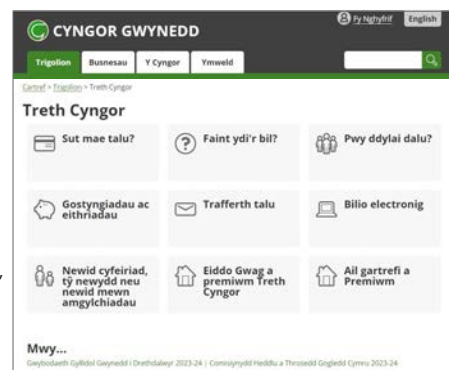 Fy Nghyfrif English
CYNGOR GWYNEDD
Trigolion Busnesau Y Cyngor Ymweld
Cartref > Trigolion > Treth Cyngor
Treth Cyngor
Sut mae talu?
Faint ydi'r bil?
Pwy ddylai dalu?
Gostyngiadau ac
eithriadau
Trafferth talu
Bilio electronig
Newid cyfeiriad,
tŷ newydd neu
newid mewn
amgylchiadau
Eiddo Gwag a
premiwm Treth
Cyngor
Ail gartrefi a
Premiwm
Mwy...
Gwybodaeth Gyllidol Gwynedd i Drethdalwyr 2023-24 | Comisiynydd Heddlu a Throsedd Gogledd Cymru 2023-24